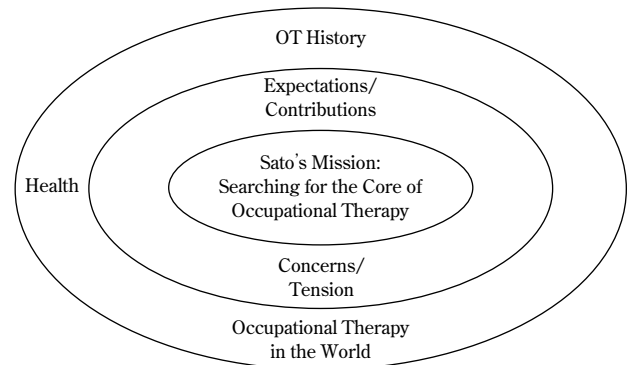 OT History
Expectations/
Contributions
Sato's Mission:
Searching for the Core of
Occupational Therapy
Health
Concerns/
Tension
Occupational Therapy
in the World